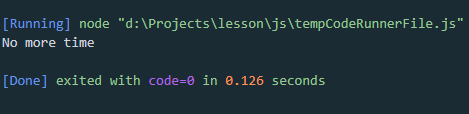 [Running] node "d:\Projects\lesson\js\tempCodeRunnerFile.js"
No more time
[Done] exited with code=0 in 0.126 seconds